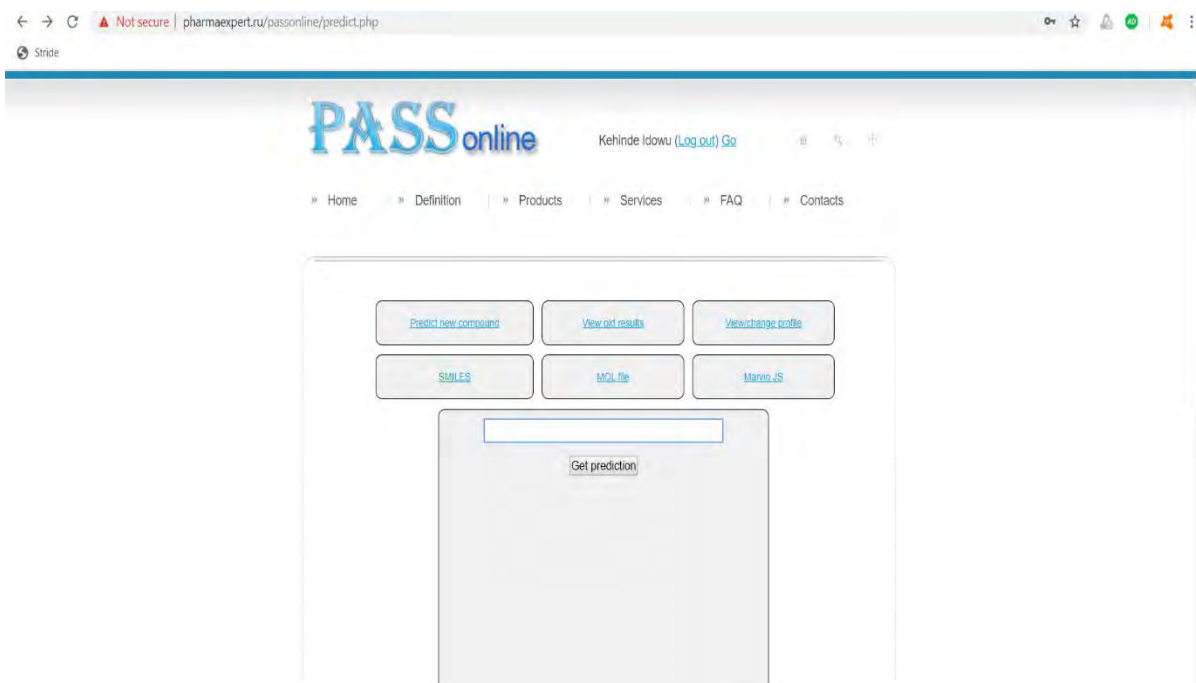 Not secure | pharmaexpert.ru/passonline/predict.php
Stride
PASS online
Kehinde Idowu (Log out) Go
» Home » Definition » Products » Services » FAQ » Contacts
Predict new compound View old results View/change profile
SMILES MOL file Marvin JS
Get prediction